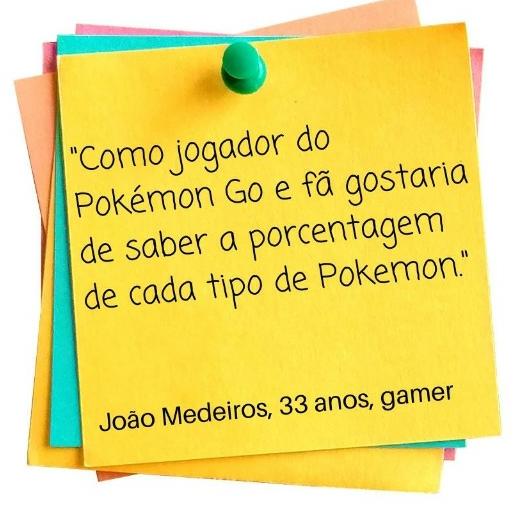 "Como jogador do
Pokémon Go e fã gostaria
de saber a porcentagem
de cada tipo de Pokemon."
João Medeiros, 33 anos, gamer